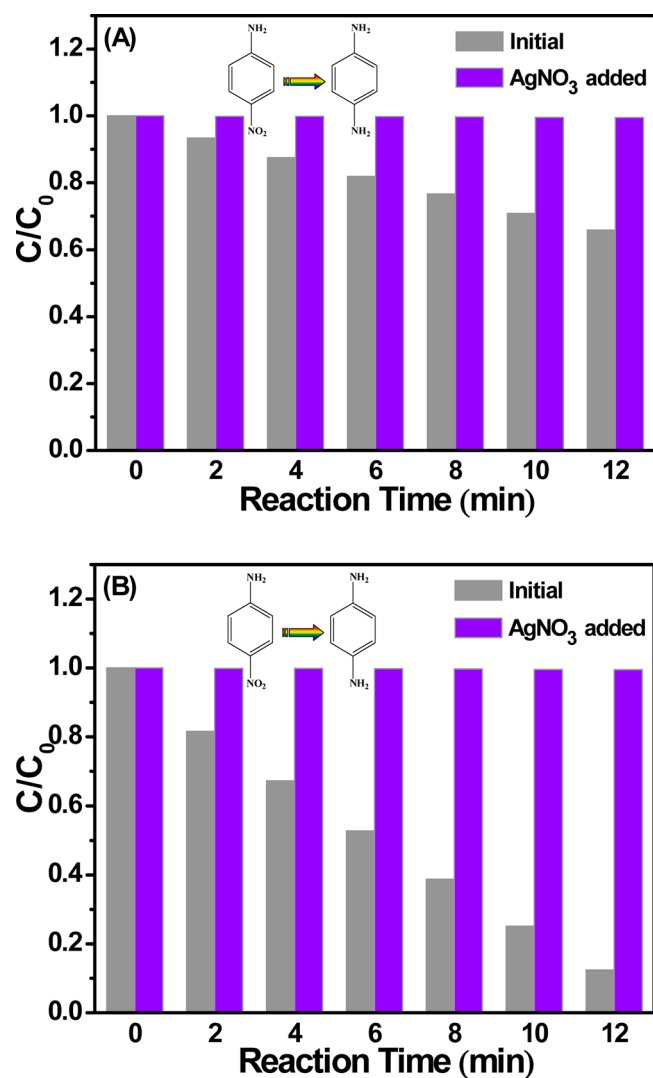 (A)
NH2
NH2
NO2
NH2
Initial
AgNO3 added
1.2
1.0
0.8
0.6
0.4
0.2
0.0
C/C0
0 2 4 6 8 10 12
Reaction Time (min)
(B)
NH2
NH2
NO2
NH2
Initial
AgNO3 added
1.2
1.0
0.8
0.6
0.4
0.2
0.0
C/C0
0 2 4 6 8 10 12
Reaction Time (min)